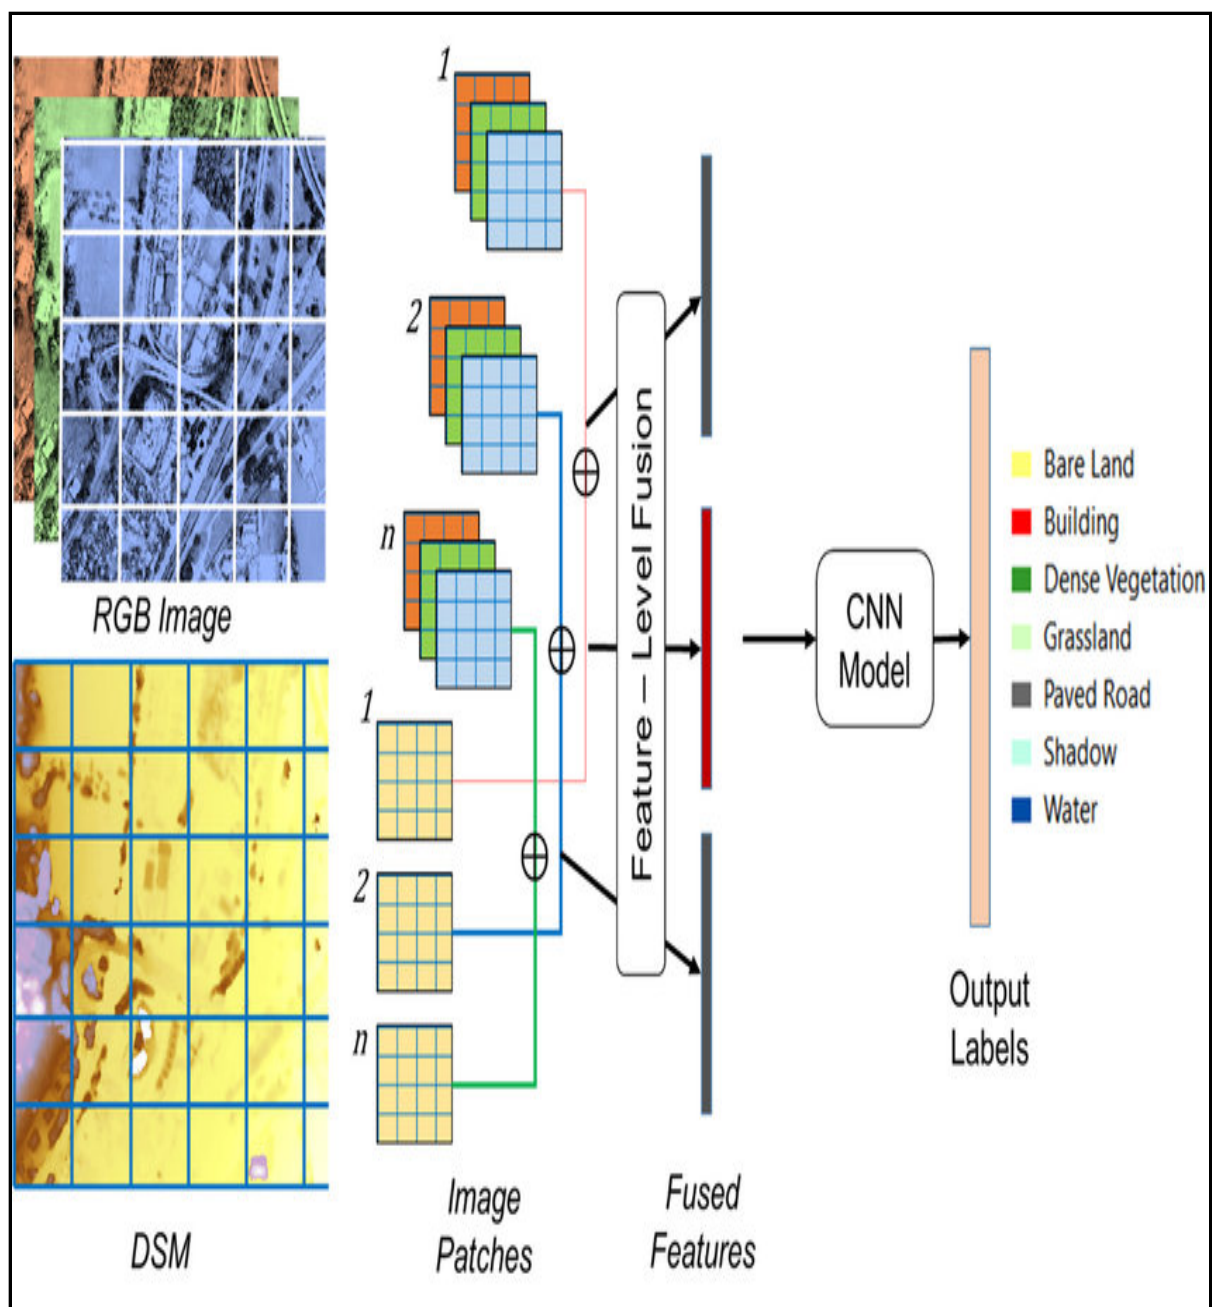 1
2
n
RGB Image
1
2
n
DSM
Image
Patches
Feature – Level Fusion
Fused
Features
CNN
Model
Output
Labels
Bare Land
Building
Dense Vegetation
Grassland
Paved Road
Shadow
Water